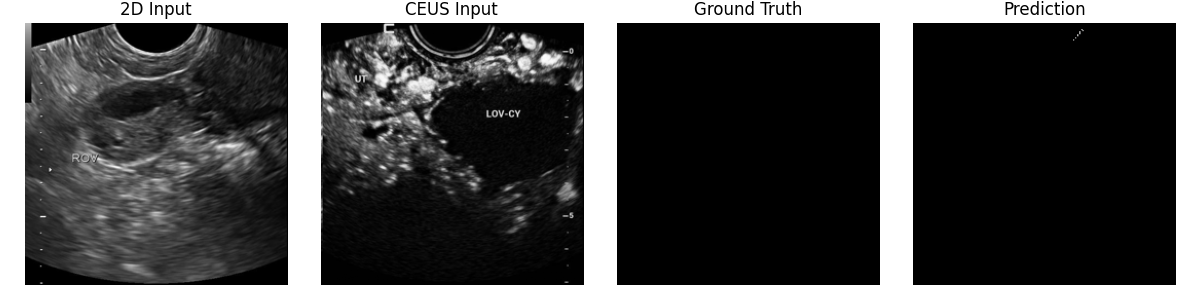 2D Input
CEUS Input
Ground Truth
Prediction
ROV
UT
LOV-CY
0
5